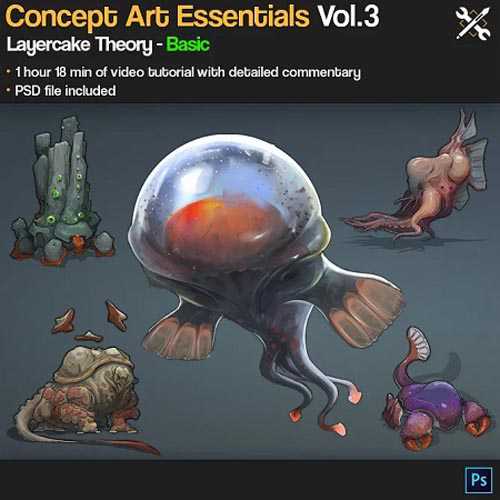 Concept Art Essentials Vol.3
Layercake Theory - Basic
• 1 hour 18 min of video tutorial with detailed commentary
• PSD file included
Ps